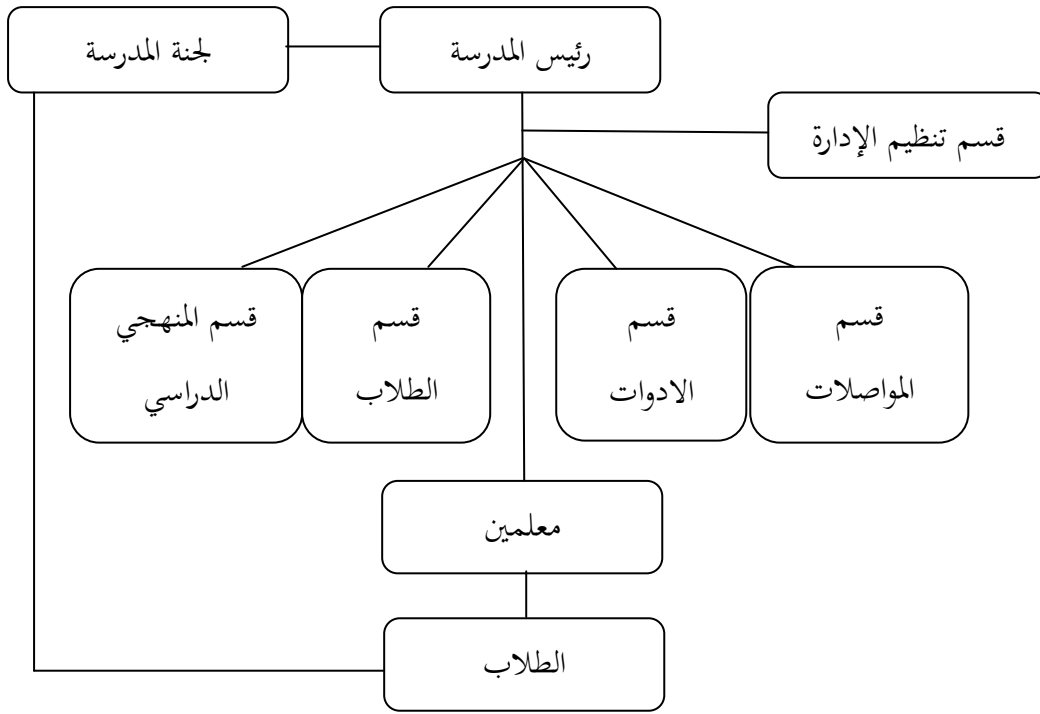 رئيس المدرسة
لجنة المدرسة
قسم تنظيم الإدارة
قسم
المواصلات
قسم
الادوات
قسم
الطلاب
قسم المنهجي
الدراسي
معلمين
الطلاب